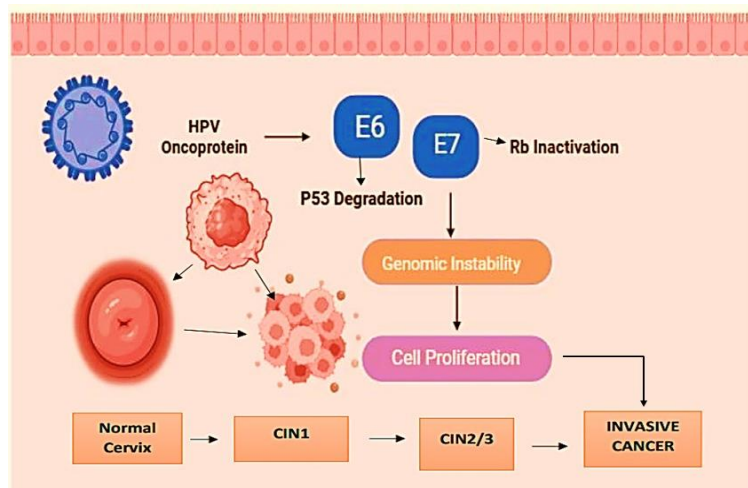 HPV
Oncoprotein
E6
E7
Rb Inactivation
P53 Degradation
Genomic Instability
Cell Proliferation
Normal
Cervix
CIN1
CIN2/3
INVASIVE
CANCER